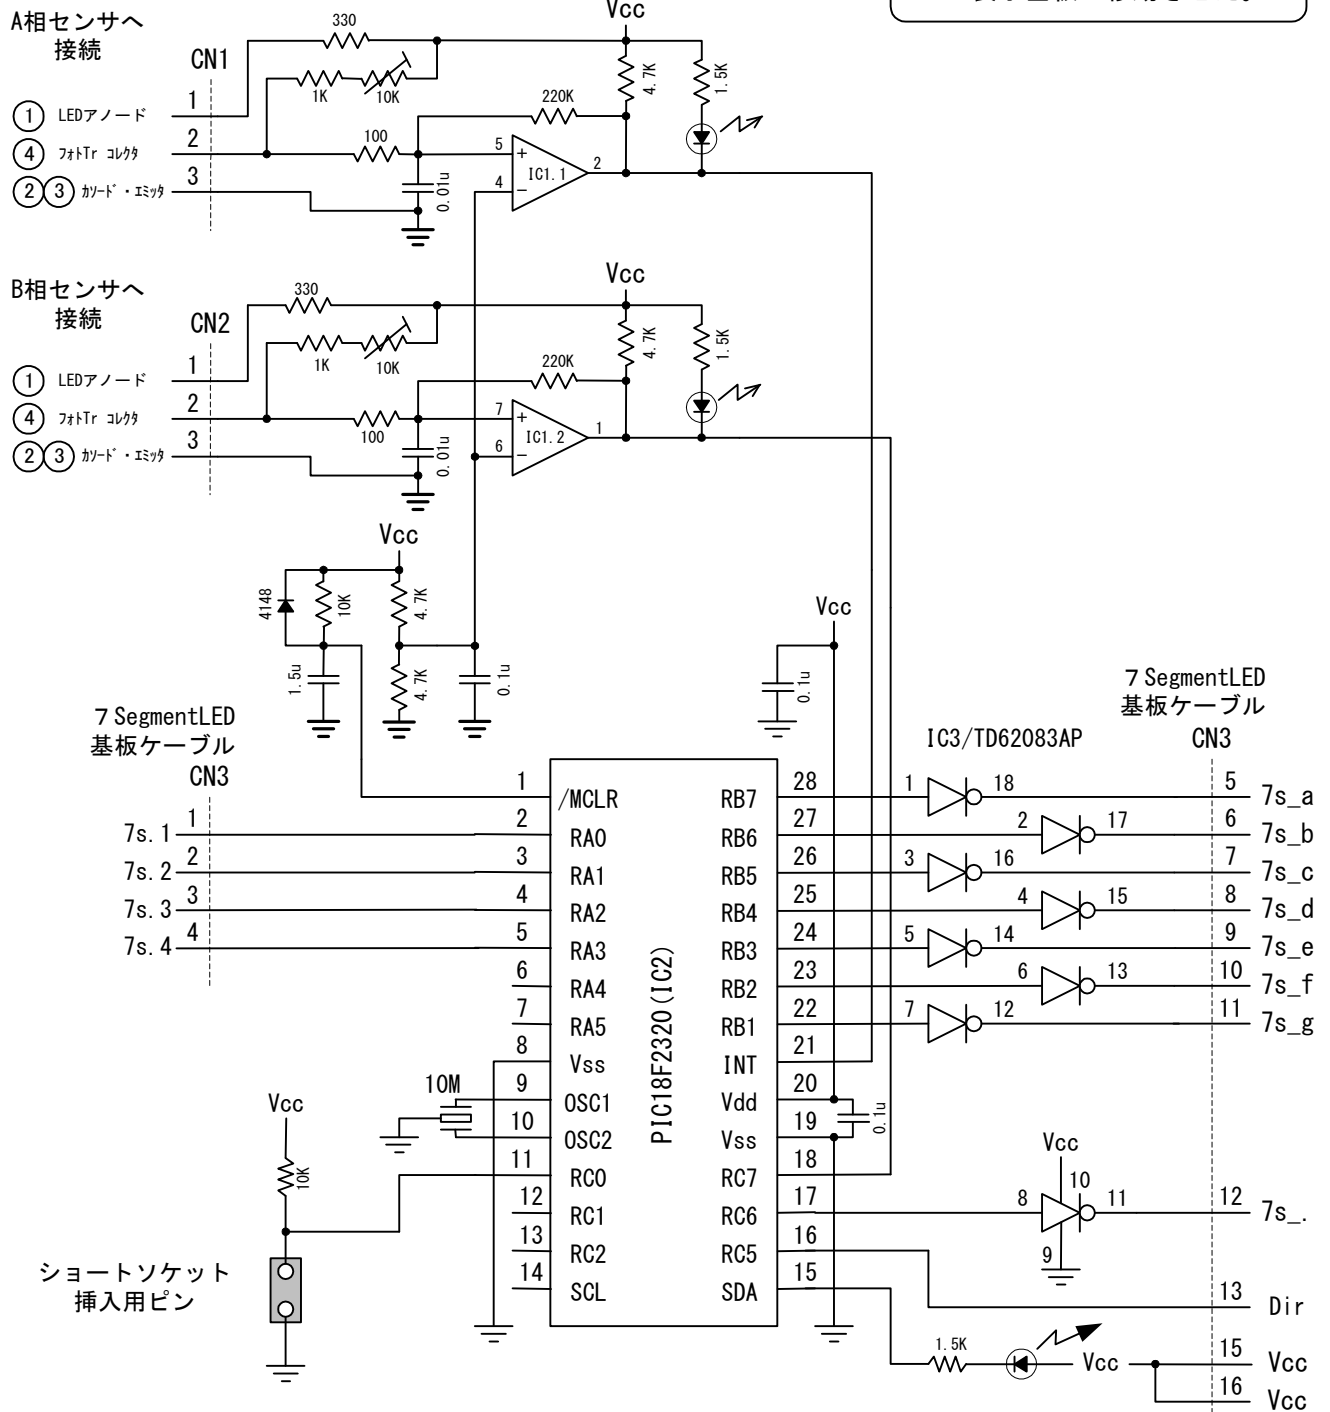 A相センサへ
接続
CN1
330
Vcc
1K
10K
4.7K
1.5K
220K
1
① LEDアノード
2
④ フォトTr コレクタ
100
3
②③ カソード・エミッタ
0.01u
5
+
4
−
IC1.1
2
B相センサへ
接続
CN2
330
Vcc
1K
10K
4.7K
1.5K
220K
1
① LEDアノード
2
④ フォトTr コレクタ
100
3
②③ カソード・エミッタ
0.01u
7
+
6
−
IC1.2
1
Vcc
4148
10K
4.7K
1.5u
4.7K
0.1u
Vcc
0.1u
7 SegmentLED
基板ケーブル
CN3
7 SegmentLED
基板ケーブル
CN3
IC3/TD62083AP
PIC18F2320(IC2)
1 /MCLR
7s.1 1 2 RA0
7s.2 2 3 RA1
7s.3 3 4 RA2
7s.4 4 5 RA3
6 RA4
7 RA5
8 Vss
10M
9 OSC1
10 OSC2
11 RC0
12 RC1
13 RC2
14 SCL
RB7 28 1 18 5 7s_a
RB6 27 2 17 6 7s_b
RB5 26 3 16 7 7s_c
RB4 25 4 15 8 7s_d
RB3 24 5 14 9 7s_e
RB2 23 6 13 10 7s_f
RB1 22 7 12 11 7s_g
INT 21
Vdd 20
0.1u
Vss 19
RC7 18
Vcc
10
RC6 17 8 11 12 7s_.
9
RC5 16 13 Dir
SDA 15
1.5K
Vcc
15 Vcc
16 Vcc
Vcc
10K
ショートソケット
挿入用ピン